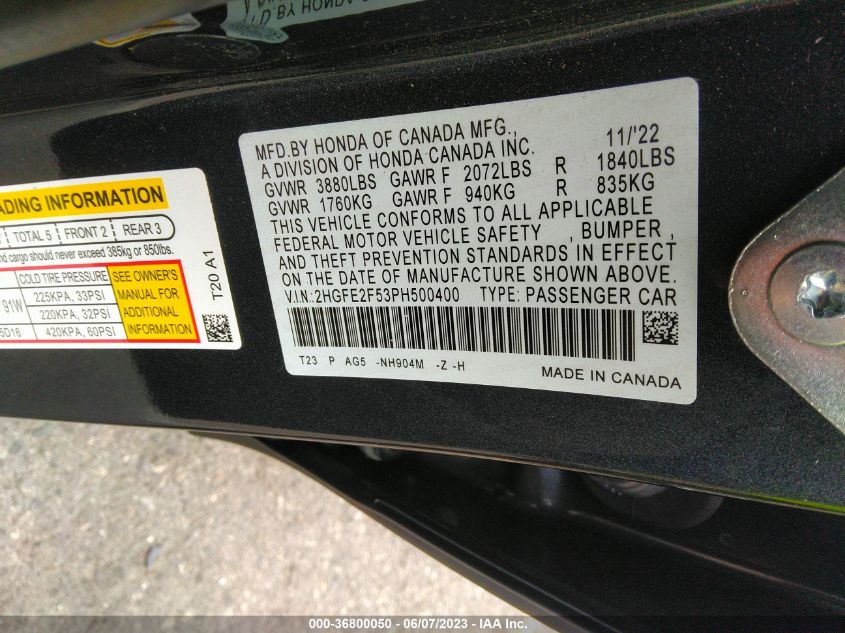 D BY HONDA
MFD.BY HONDA OF CANADA MFG., 11/'22
A DIVISION OF HONDA CANADA INC.
GVWR 3880LBS GAWR F 2072LBS R 1840LBS
GVWR 1760KG GAWR F 940KG R 835KG
THIS VEHICLE CONFORMS TO ALL APPLICABLE
FEDERAL MOTOR VEHICLE SAFETY , BUMPER ,
AND THEFT PREVENTION STANDARDS IN EFFECT
ON THE DATE OF MANUFACTURE SHOWN ABOVE.
V.I.N:2HGFE2F53PH500400 TYPE: PASSENGER CAR
T23 P AG5 -NH904M -Z -H
MADE IN CANADA
ADING INFORMATION
TOTAL 5 FRONT 2 REAR 3
nd cargo should never exceed 385kg or 850lbs.
COLD TIRE PRESSURE SEE OWNER'S
91W 225KPA, 33PSI MANUAL FOR
220KPA, 32PSI ADDITIONAL
5D16 420KPA, 60PSI INFORMATION
T20 A1
000-36800050 - 06/07/2023 - IAA Inc.